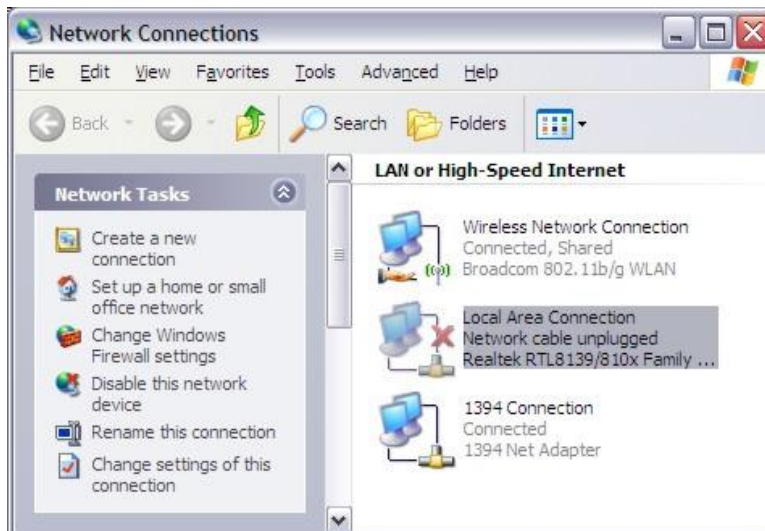 Network Connections
File Edit View Favorites Tools Advanced Help
Back Search Folders
Network Tasks
Create a new
connection
Set up a home or small
office network
Change Windows
Firewall settings
Disable this network
device
Rename this connection
Change settings of this
connection
LAN or High-Speed Internet
Wireless Network Connection
Connected, Shared
Broadcom 802.11b/g WLAN
Local Area Connection
Network cable unplugged
Realtek RTL8139/810x Family ...
1394 Connection
Connected
1394 Net Adapter